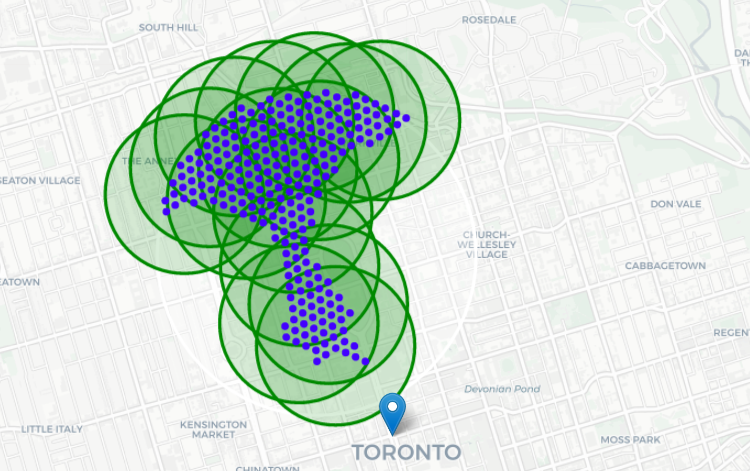 ROSEDALE
SOUTH HILL
THE ANNEX
SEATON VILLAGE
DON VALE
CHURCH-
WELLESLEY
VILLAGE
CABBAGETOWN
EATOWN
REGENT
Devonian Pond
LITTLE ITALY
KENSINGTON
MARKET
MOSS PARK
TORONTO
CHINATOWN